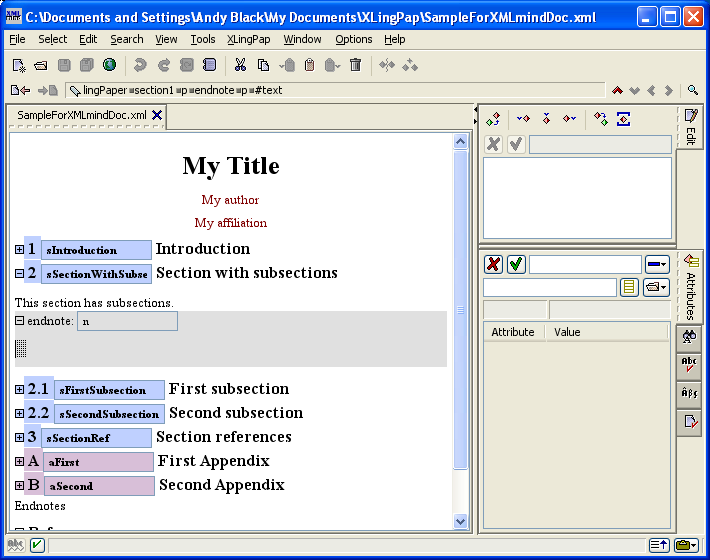 C:\Documents and Settings\Andy Black\My Documents\XLingPap\SampleForXMLmindDoc.xml
File Select Edit Search View Tools XLingPap Window Options Help
lingPaper section1 p endnote p #text
SampleForXMLmindDoc.xml
Edit
My Title
My author
My affiliation
1 sIntroduction Introduction
2 sSectionWithSubse Section with subsections
This section has subsections.
endnote: n
2.1 sFirstSubsection First subsection
2.2 sSecondSubsection Second subsection
3 sSectionRef Section references
A aFirst First Appendix
B aSecond Second Appendix
Endnotes
Attributes
Attribute Value
Abc
Abc